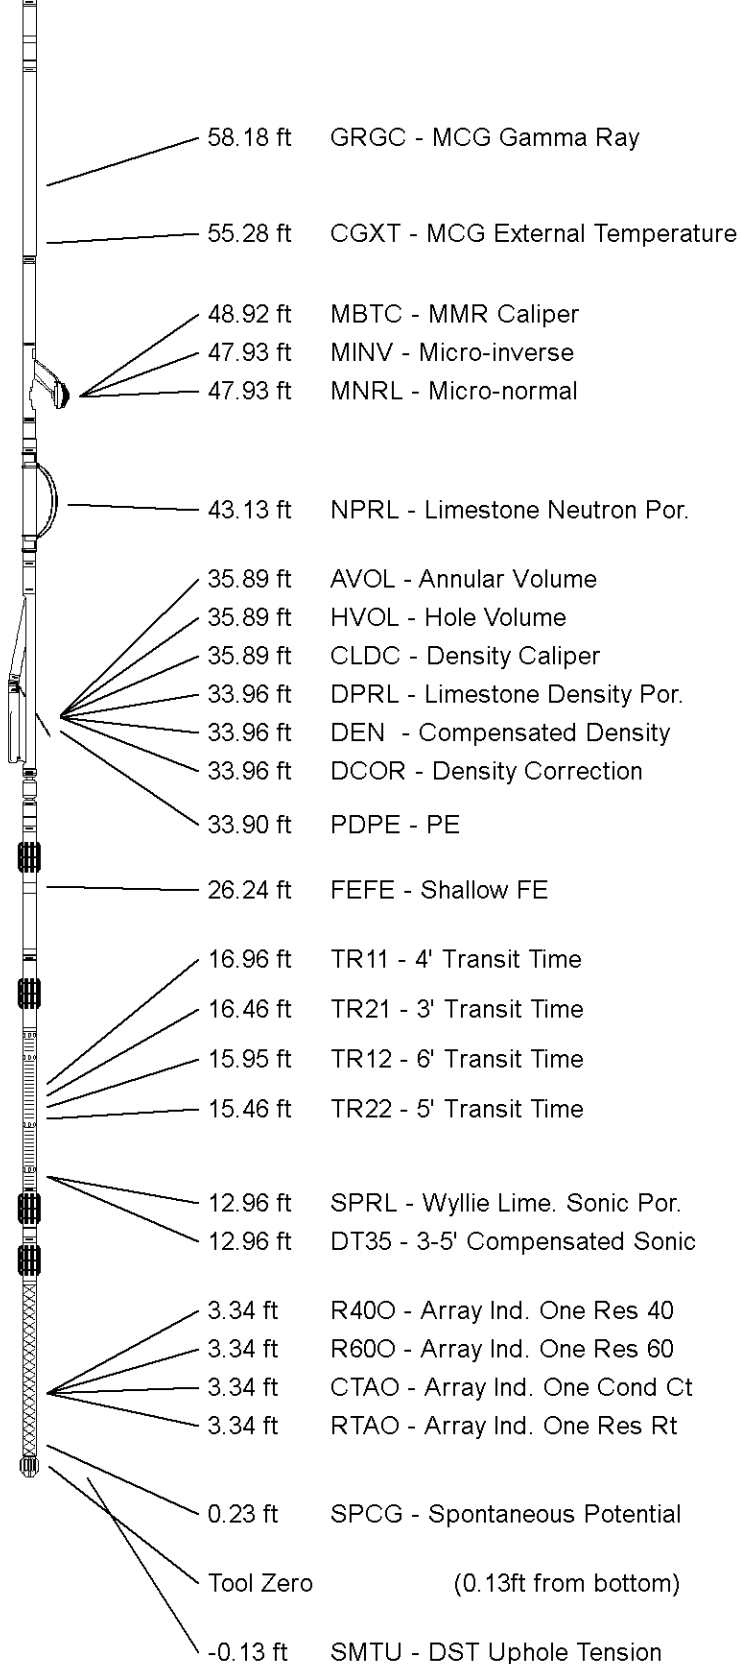 58.18 ft GRGC - MCG Gamma Ray
55.28 ft CGXT - MCG External Temperature
48.92 ft MBTC - MMR Caliper
47.93 ft MINV - Micro-inverse
47.93 ft MNRL - Micro-normal
43.13 ft NPRL - Limestone Neutron Por.
35.89 ft AVOL - Annular Volume
35.89 ft HVOL - Hole Volume
35.89 ft CLDC - Density Caliper
33.96 ft DPRL - Limestone Density Por.
33.96 ft DEN - Compensated Density
33.96 ft DCOR - Density Correction
33.90 ft PDPE - PE
26.24 ft FEFE - Shallow FE
16.96 ft TR11 - 4' Transit Time
16.46 ft TR21 - 3' Transit Time
15.95 ft TR12 - 6' Transit Time
15.46 ft TR22 - 5' Transit Time
12.96 ft SPRL - Wyllie Lime. Sonic Por.
12.96 ft DT35 - 3-5' Compensated Sonic
3.34 ft R40O - Array Ind. One Res 40
3.34 ft R60O - Array Ind. One Res 60
3.34 ft CTAO - Array Ind. One Cond Ct
3.34 ft RTAO - Array Ind. One Res Rt
0.23 ft SPCG - Spontaneous Potential
Tool Zero (0.13ft from bottom)
-0.13 ft SMTU - DST Uphole Tension